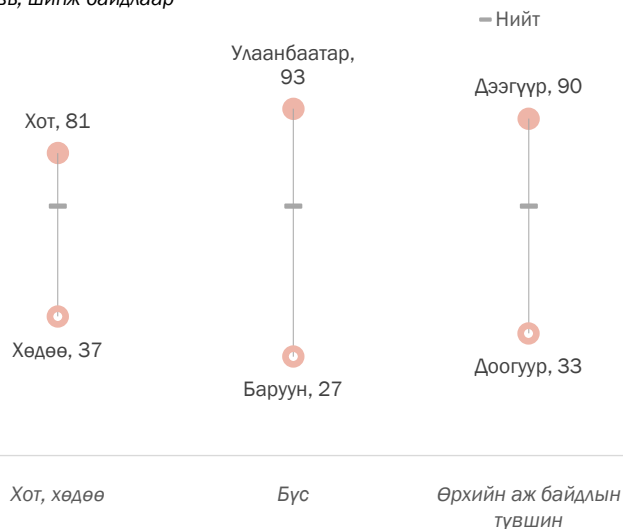 шинж байдлаар
Нийт
Улаанбаатар,
93
Дээгүүр, 90
Хот, 81
Хөдөө, 37
Баруун, 27
Доогуур, 33
Хот, хөдөө
Бүс
Өрхийн аж байдлын
түвшин